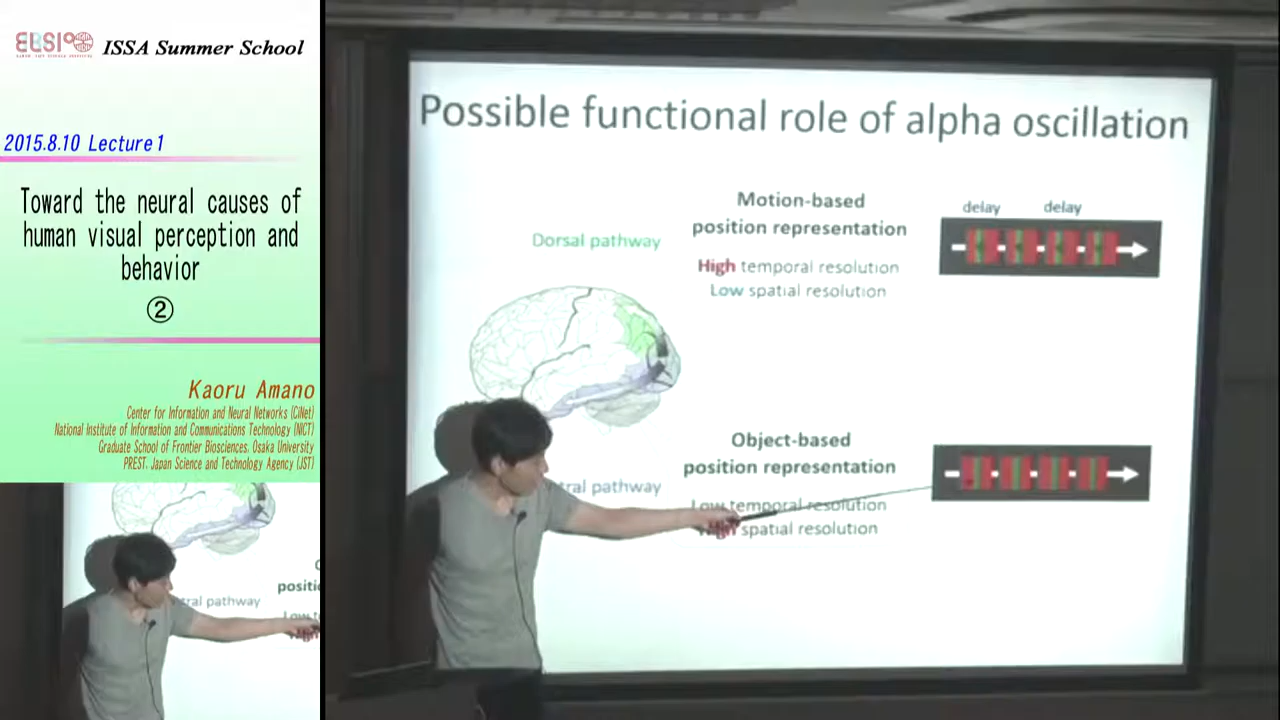 ELSI
ISSA Summer School
2015.8.10 Lecture1
Toward the neural causes of
human visual perception and
behavior
②
Kaoru Amano
Center for Information and Neural Networks (CiNet)
National Institute of Information and Communications Technology (NICT)
Graduate School of Frontier Biosciences, Osaka University
PREST, Japan Science and Technology Agency (JST)
Possible functional role of alpha oscillation
Dorsal pathway
Motion-based
position representation
High temporal resolution
Low spatial resolution
delay delay
Object-based
position representation
tral pathway
Low temporal resolution
High spatial resolution
tral pathway
positi